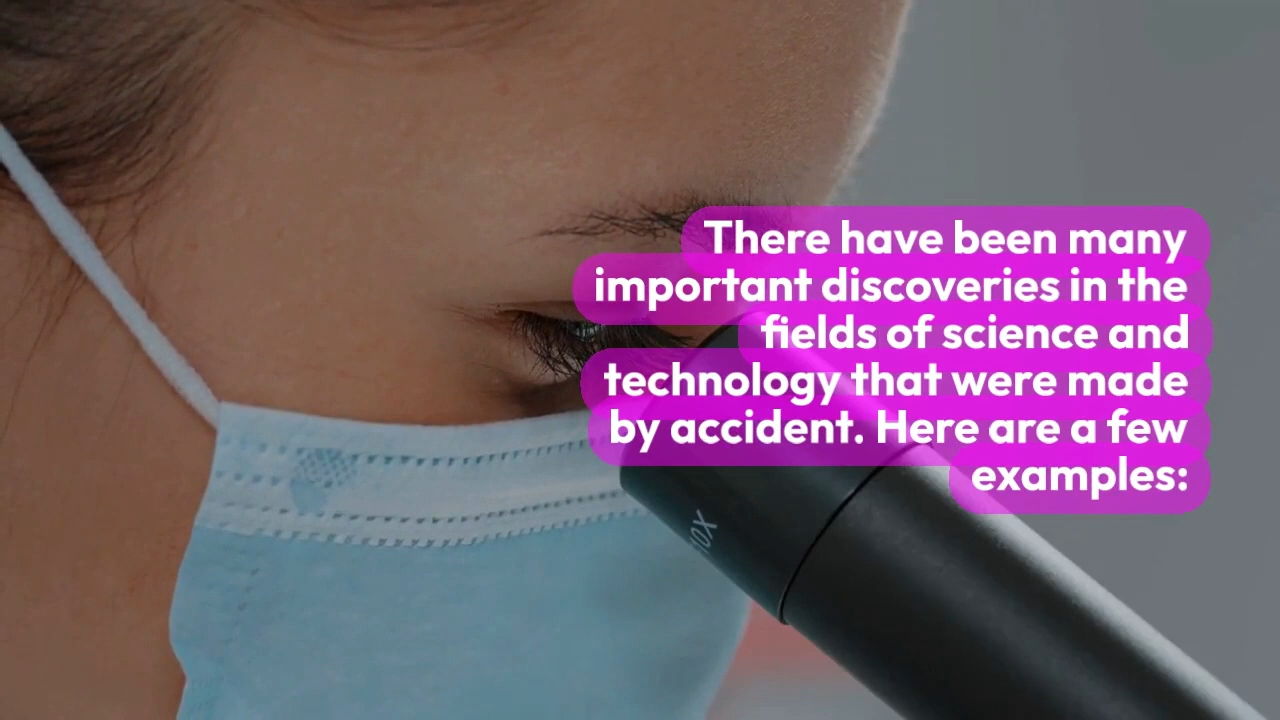 There have been many
important discoveries in the
fields of science and
technology that were made
by accident. Here are a few
examples:
10X